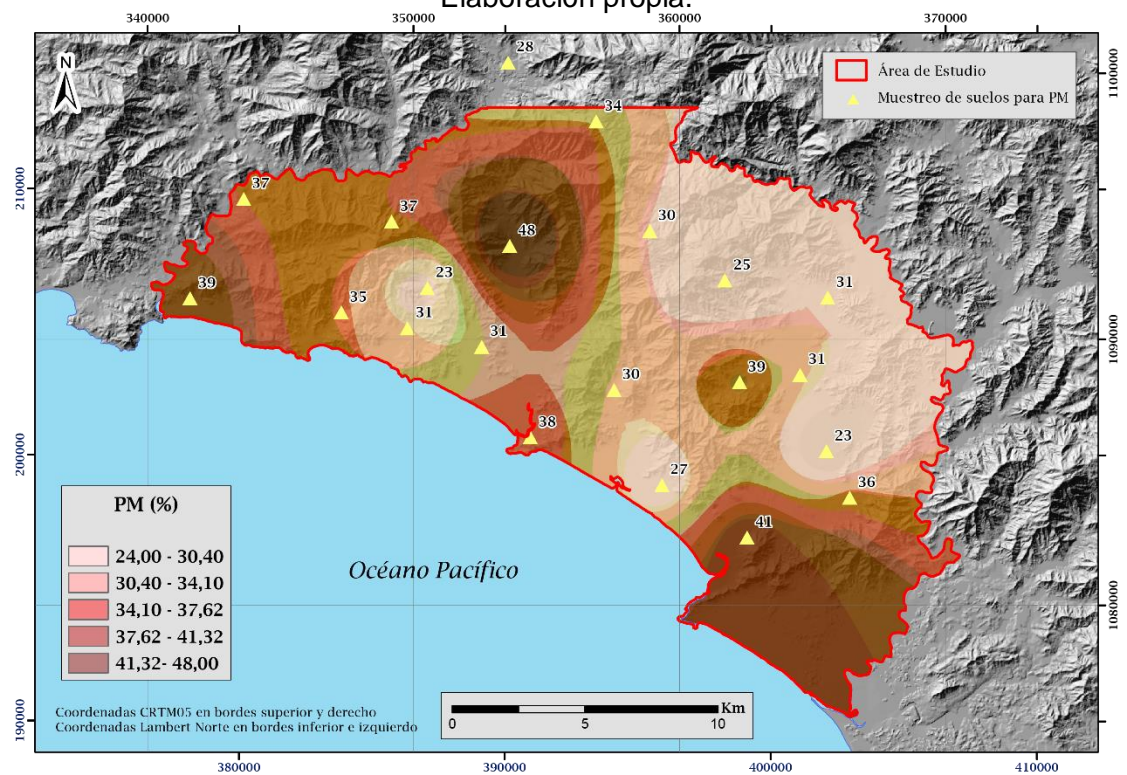 Elaboración propia.
340000
350000
360000
370000
N
28
Área de Estudio
Muestreo de suelos para PM
1100000
34
210000
37
37
30
48
25
23
31
39
35
31
31
1090000
39
31
30
38
23
200000
27
36
41
PM (%)
24,00 - 30,40
30,40 - 34,10
34,10 - 37,62
37,62 - 41,32
41,32- 48,00
Océano Pacífico
1080000
Coordenadas CRTM05 en bordes superior y derecho
Coordenadas Lambert Norte en bordes inferior e izquierdo
Km
0 5 10
190000
380000
390000
400000
410000